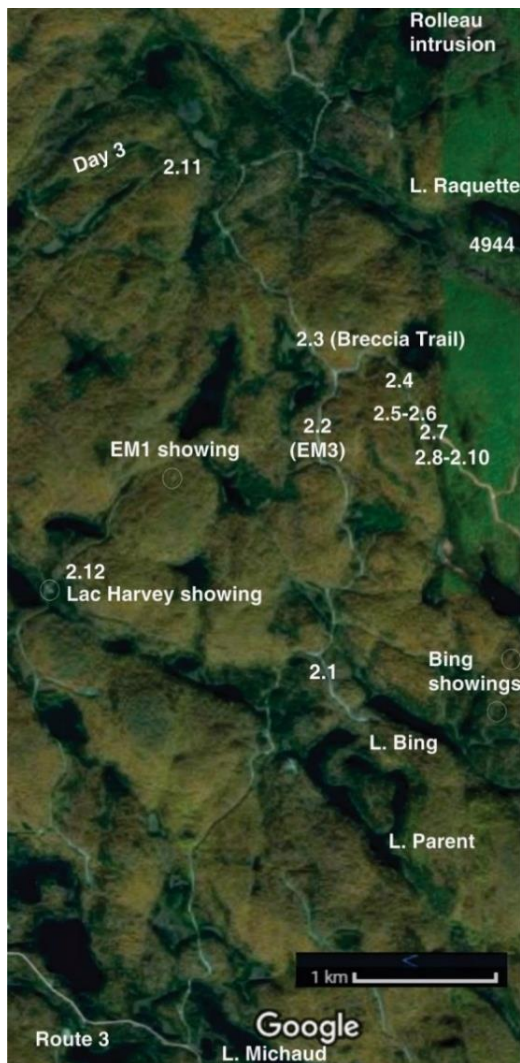 Rolleau
intrusion
Day 3
2.11
L. Raquette
4944
2.3 (Breccia Trail)
2.4
2.5-2.6
2.2
2.7
(EM3)
EM1 showing
2.8-2.10
2.12
Lac Harvey showing
2.1
Bing
showings
L. Bing
L. Parent
<
1 km
Google
Route 3
L. Michaud